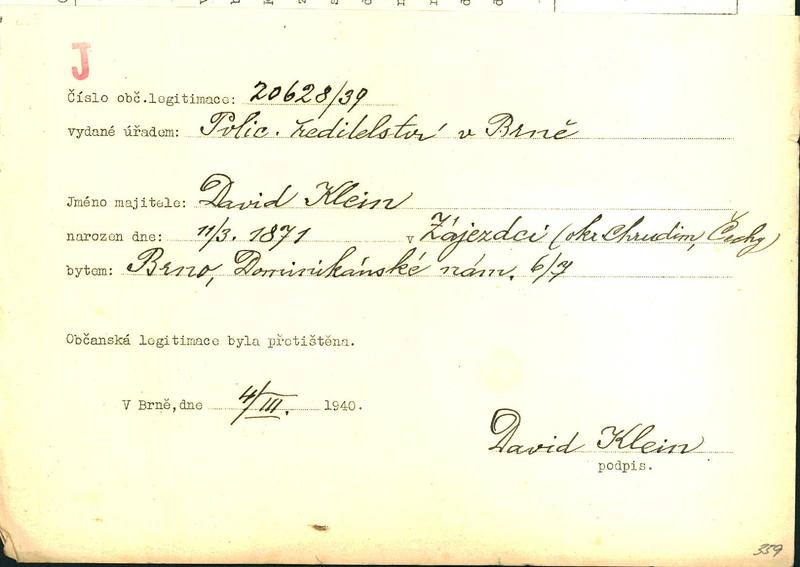 J
Číslo obč.legitimace: 20628/39
vydané úřadem: Polic. ředitelství v Brně
Jméno majitele: David Klein
narozen dne: 11/3. 1871 v Zájezdci (okr. Chrudim, Čechy)
bytem: Brno, Dominikánské nám. 6/7
Občanská legitimace byla přetištěna.
V Brně, dne 4/III. 1940.
David Klein
podpis.
359